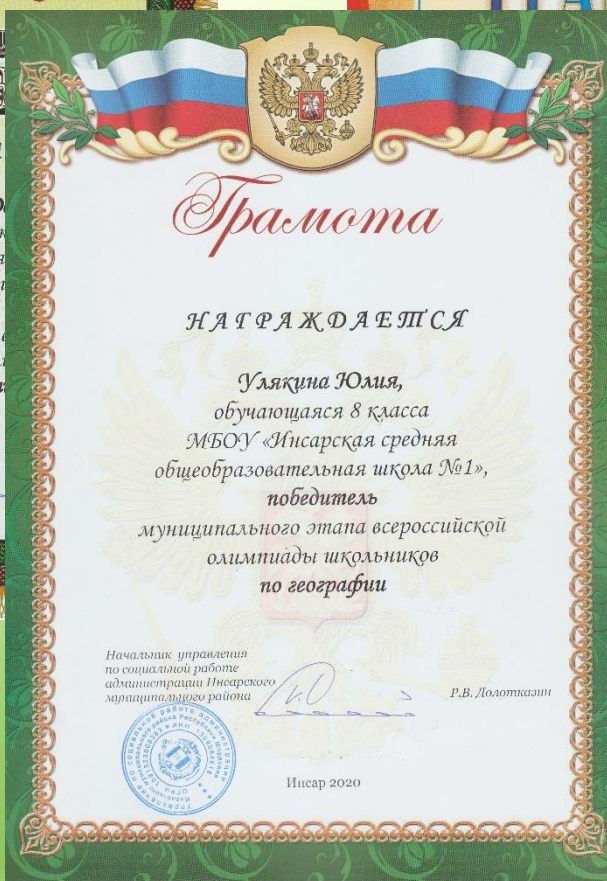 Грамота
НАГРАЖДАЕТСЯ
Улякина Юлия,
обучающаяся 8 класса
МБОУ «Инсарская средняя
общеобразовательная школа №1»,
победитель
муниципального этапа всероссийской
олимпиады школьников
по географии
Начальник управления
по социальной работе
администрации Инсарского
муниципального района
Р.В. Лолотказин
Инсар 2020